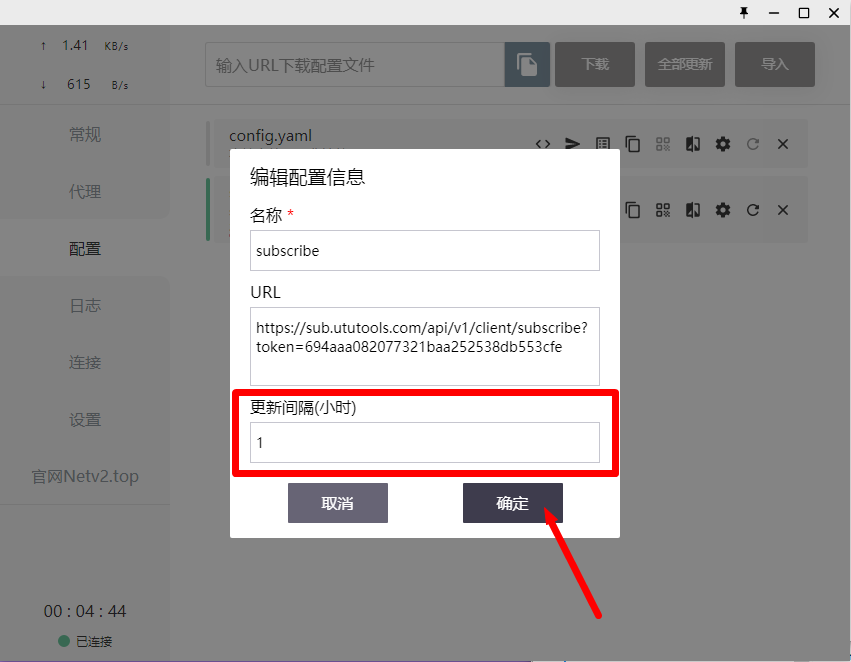 ↑ 1.41 KB/s
↓ 615 B/s
常规
代理
配置
日志
连接
设置
官网Netv2.top
00 : 04 : 44
已连接
输入URL下载配置文件
下载
全部更新
导入
config.yaml
编辑配置信息
名称 *
subscribe
URL
https://sub.ututools.com/api/v1/client/subscribe?
token=694aaa082077321baa252538db553cfe
更新间隔(小时)
1
取消
确定